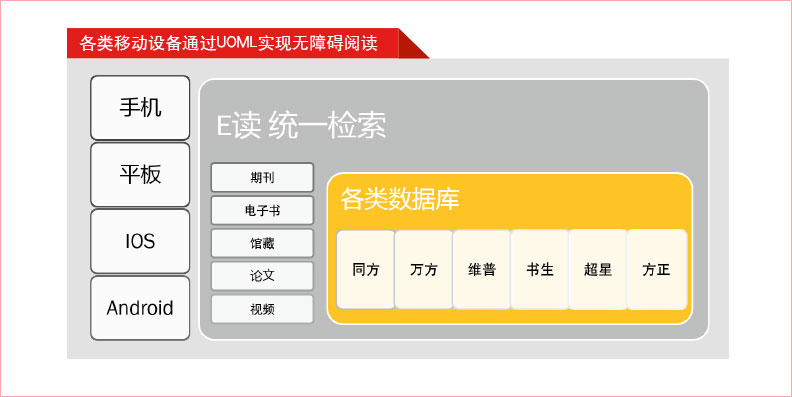 各类移动设备通过UOML实现无障碍阅读
手机
平板
IOS
Android
E读 统一检索
期刊
电子书
馆藏
论文
视频
各类数据库
同方
万方
维普
书生
超星
方正